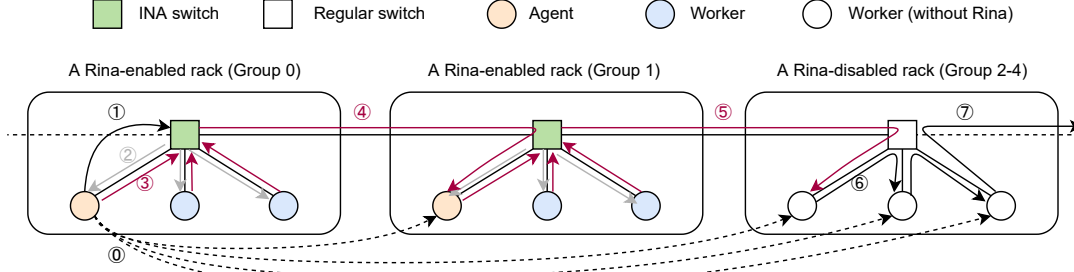 INA switch Regular switch Agent Worker Worker (without Rina)
A Rina-enabled rack (Group 0) A Rina-enabled rack (Group 1) A Rina-disabled rack (Group 2-4)
① ④ ⑤ ⑦
②
③ ⑥
⓪